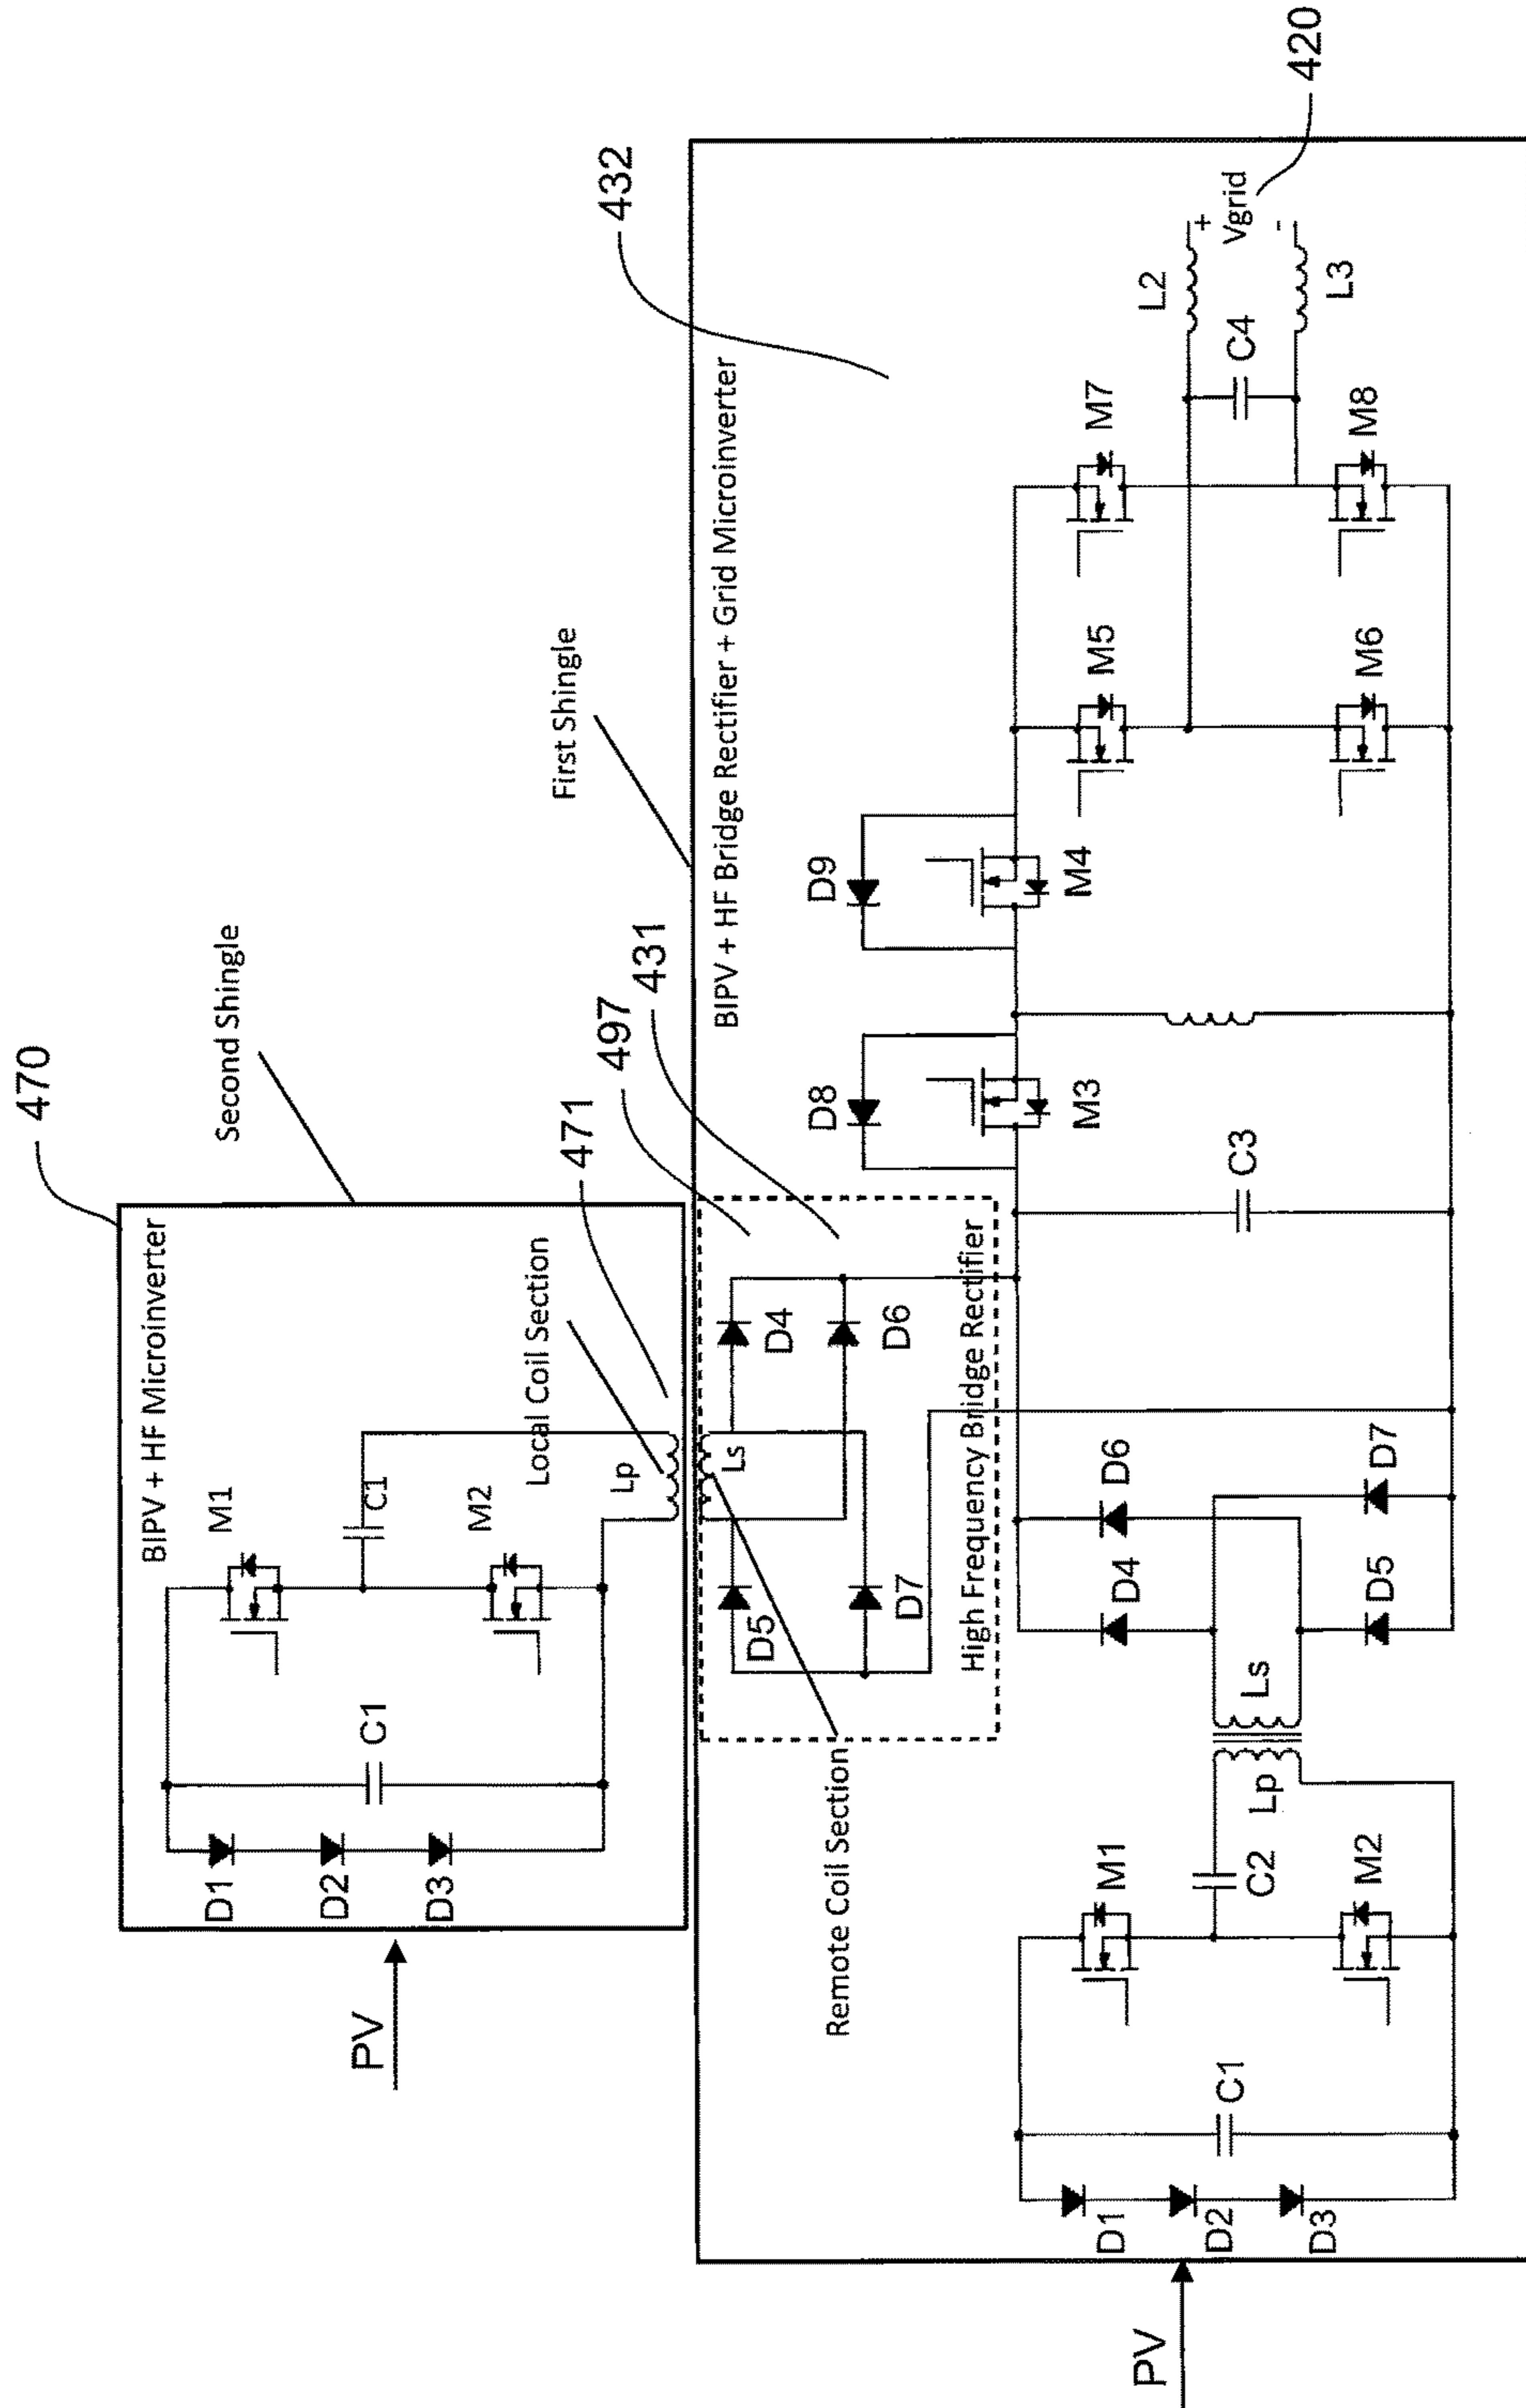 470
Second Shingle
BIPV + HF Microinverter
PV
D1
D2
D3
C1
M1
M2
C1
Local Coil Section
Lp
471
497
431
First Shingle
432
420
BIPV + HF Bridge Rectifier + Grid Microinverter
Remote Coil Section
Ls
D5
D4
D7
D6
High Frequency Bridge Rectifier
D8
M3
D9
M4
C3
PV
D1
D2
D3
C1
M1
M2
C2
Lp
Ls
D4
D6
D5
D7
M5
M6
M7
M8
C4
L2
L3
+
Vgrid
-